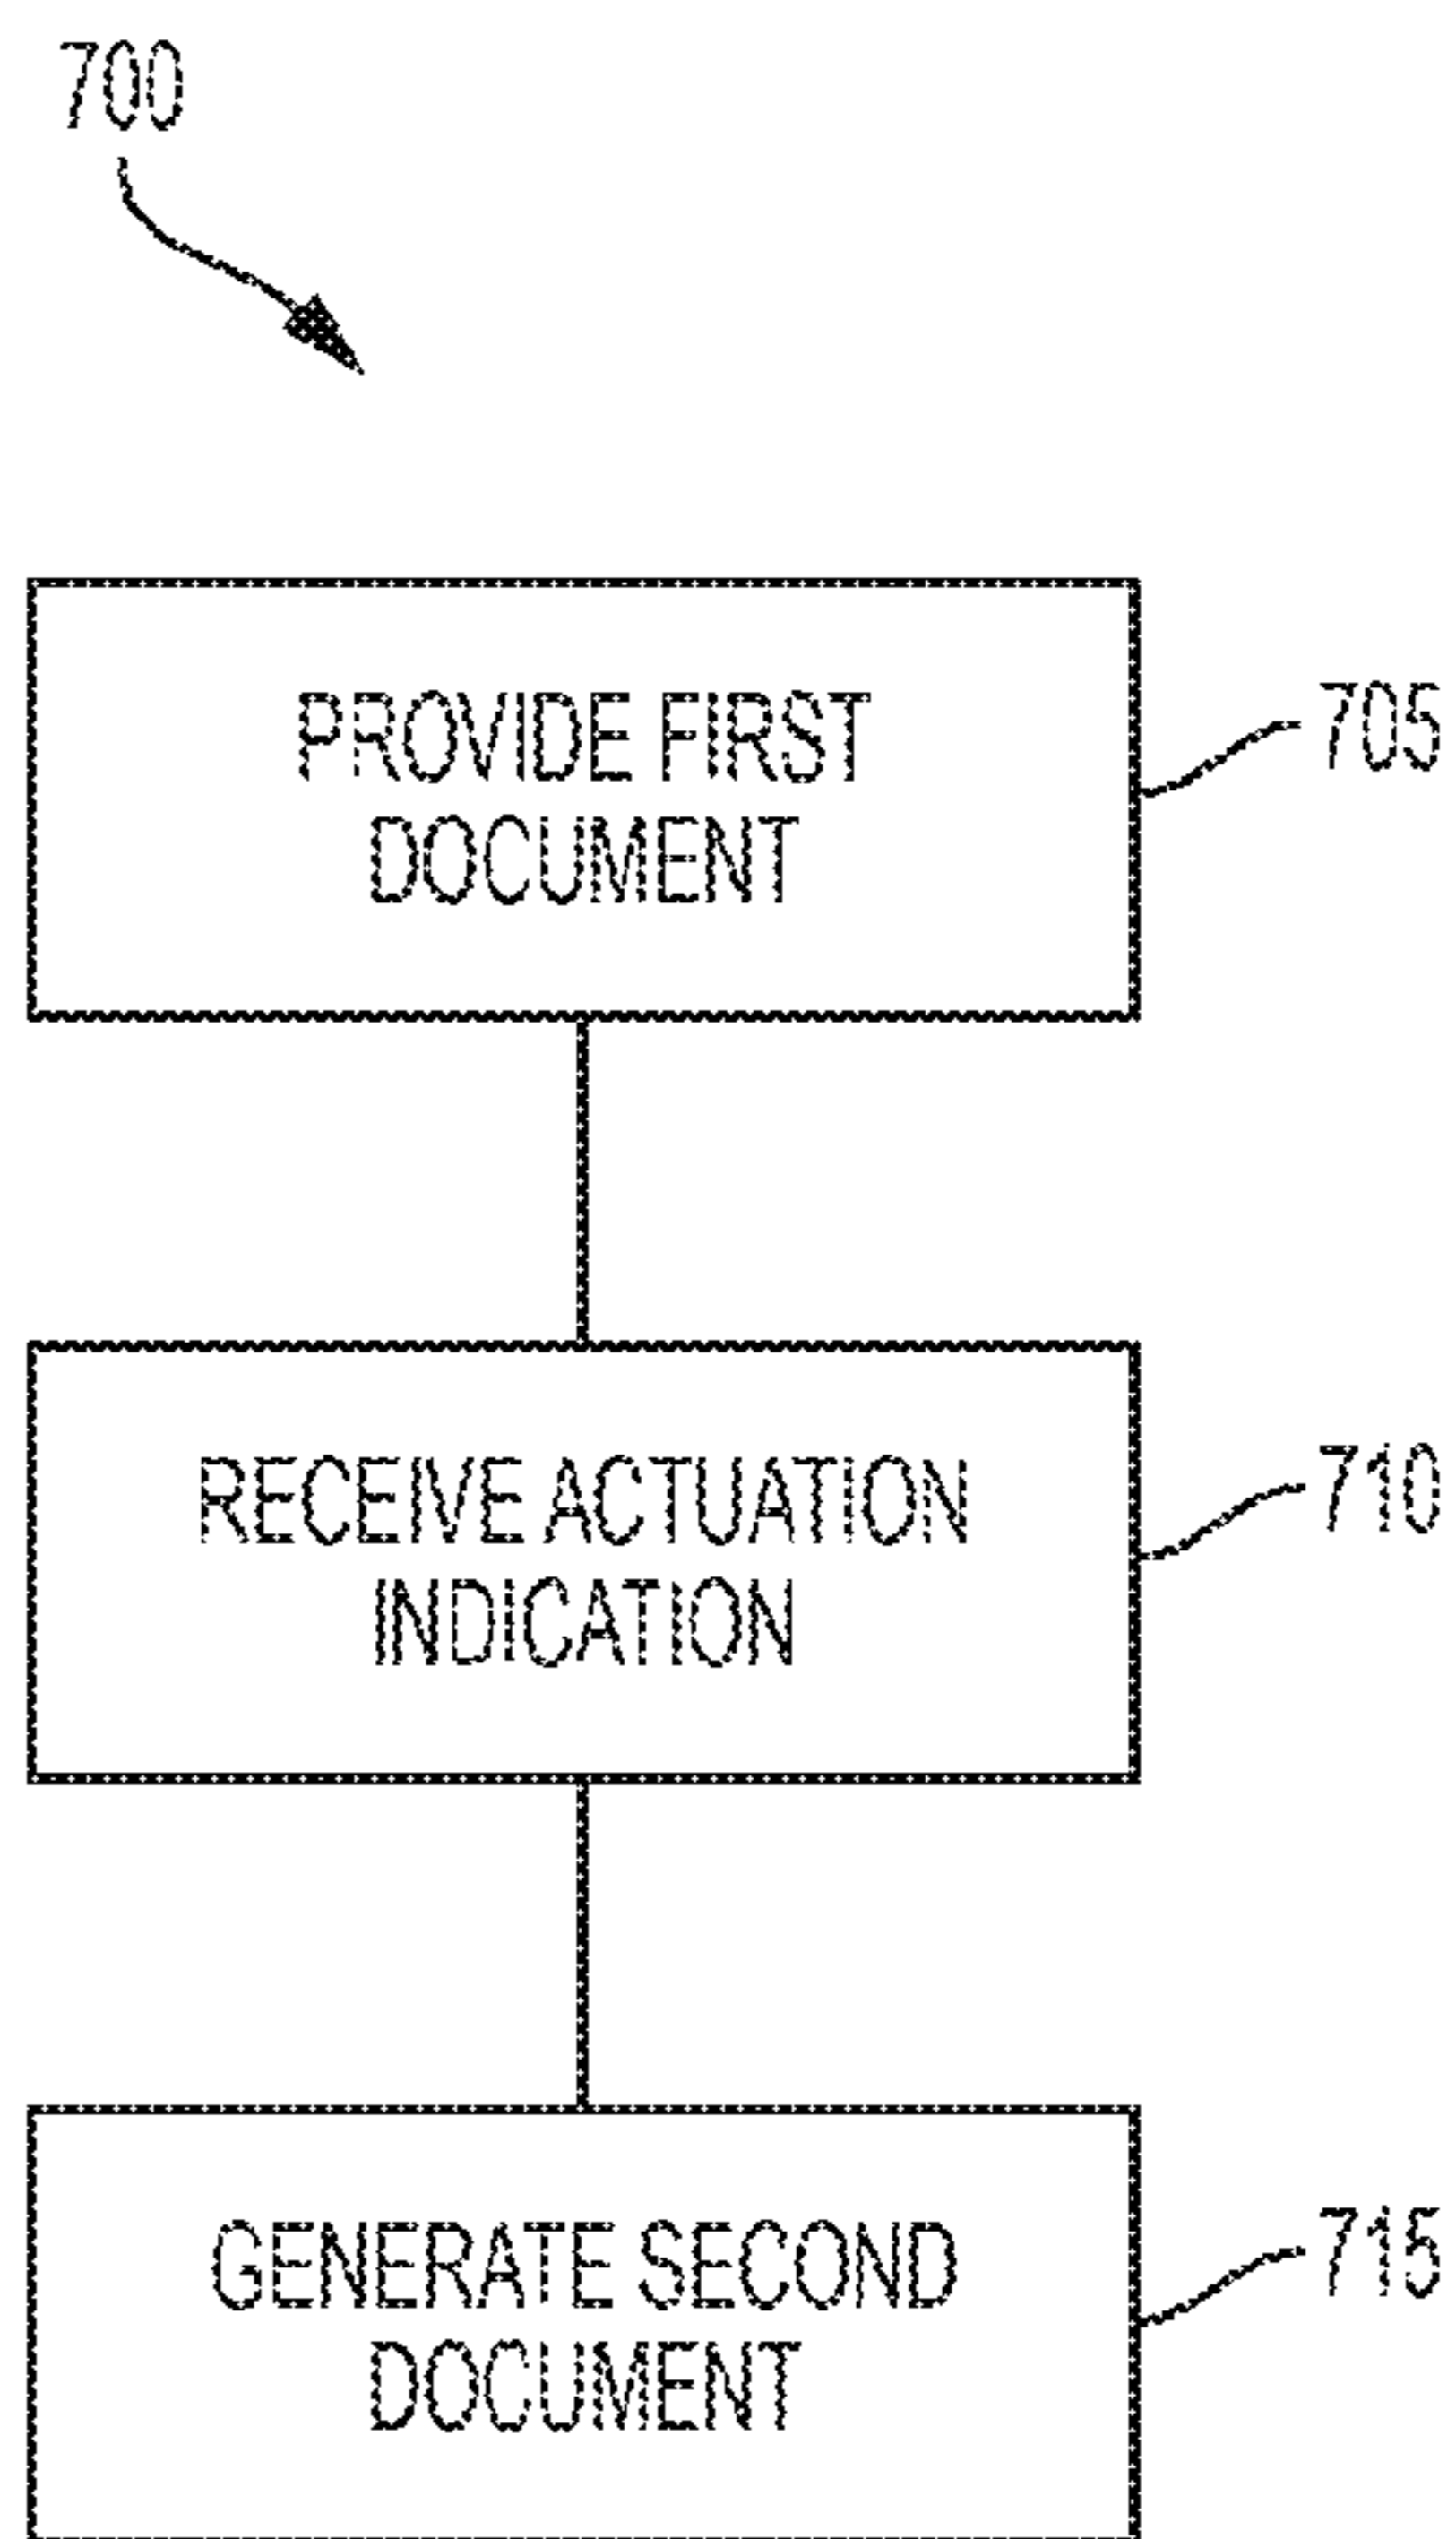 700
PROVIDE FIRST
DOCUMENT
705
RECEIVE ACTUATION
INDICATION
710
GENERATE SECOND
DOCUMENT
715